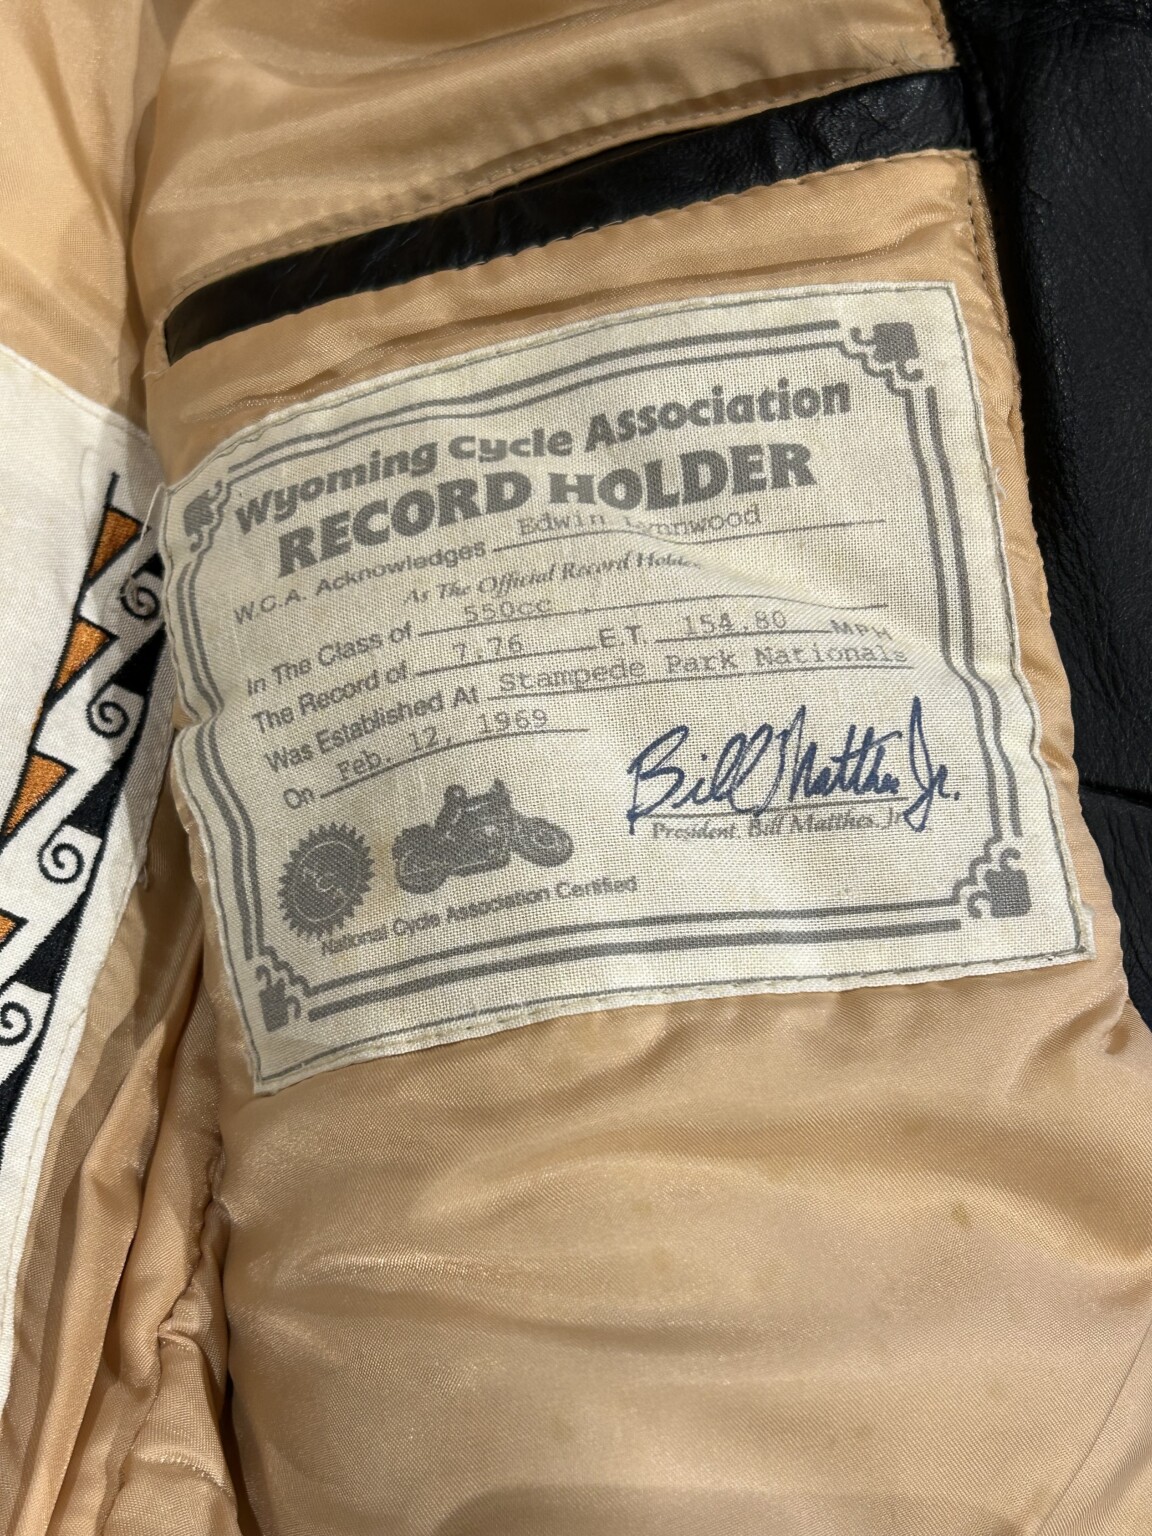 Wyoming Cycle Association
RECORD HOLDER
W.C.A. Acknowledges Edwin Lynnwood
As The Official Record Holder
In The Class of 550cc
The Record of 7.76 E.T. 154.80 MPH
Was Established At Stampede Park Nationals
On Feb. 12, 1969
Bill Matthes Jr.
President, Bill Matthes, Jr.
National Cycle Association Certified